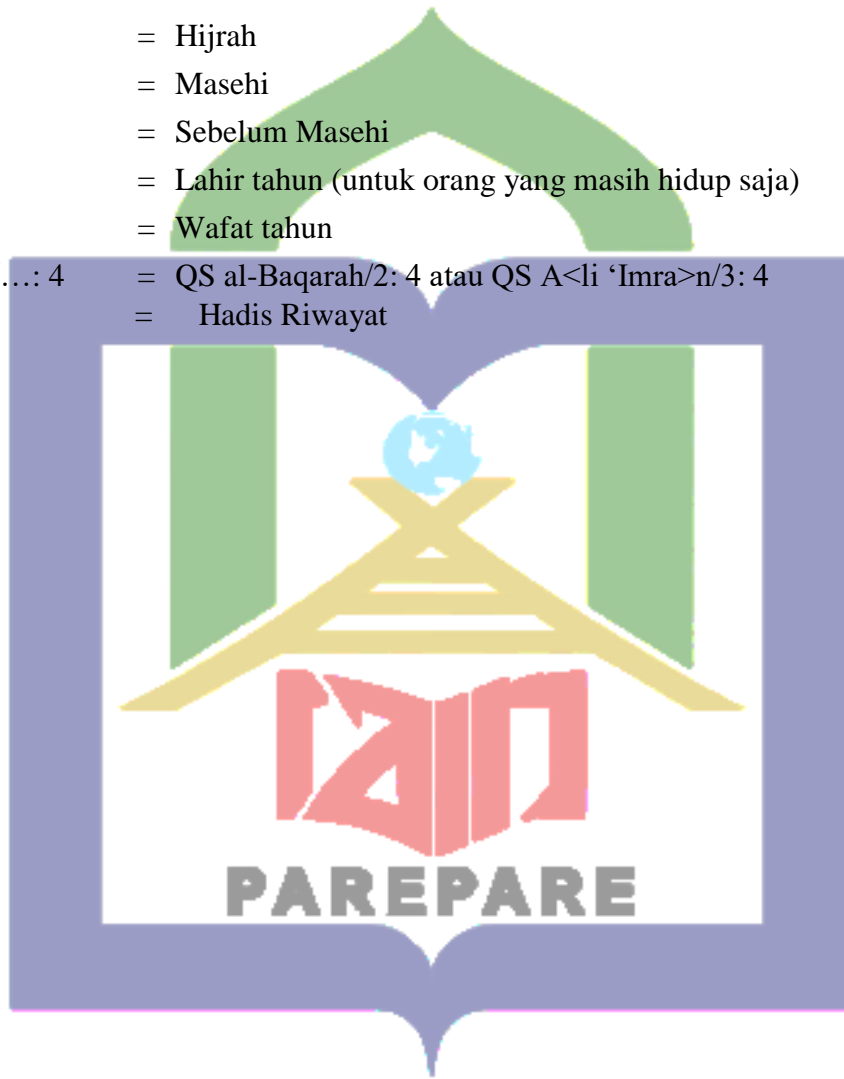 = Hijrah
= Masehi
= Sebelum Masehi
= Lahir tahun (untuk orang yang masih hidup saja)
= Wafat tahun
…: 4 = QS al-Baqarah/2: 4 atau QS A<li ‘Imra>n/3: 4
= Hadis Riwayat
iain
PAREPARE